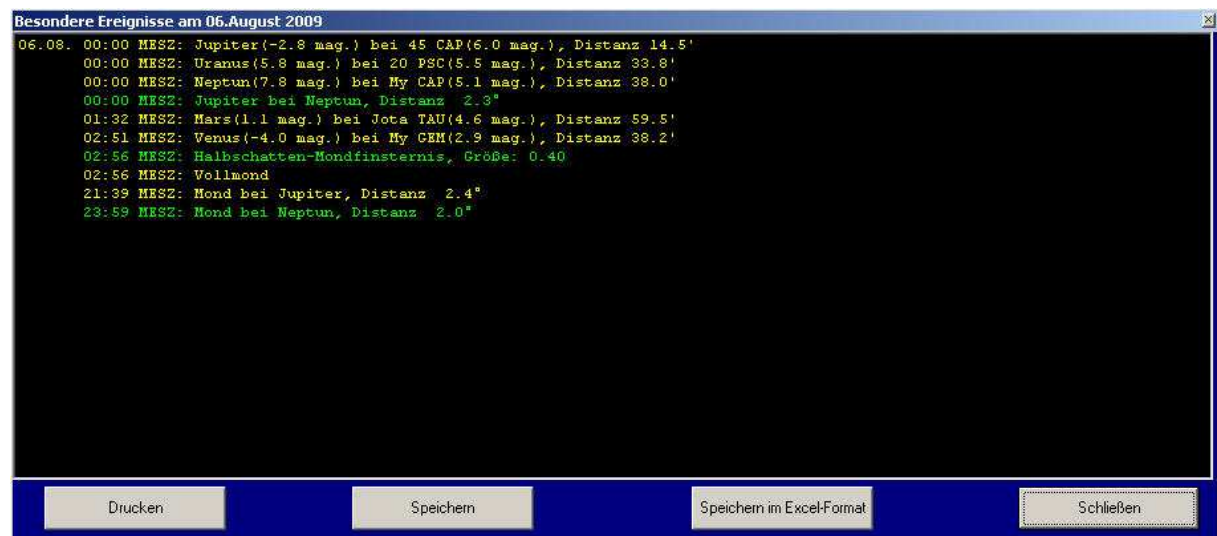 Besondere Ereignisse am 06.August 2009
06.08. 00:00 MESZ: Jupiter(-2.8 mag.) bei 45 CAP(6.0 mag.), Distanz 14.5'
00:00 MESZ: Uranus(5.8 mag.) bei 20 PSC(5.5 mag.), Distanz 33.8'
00:00 MESZ: Neptun(7.8 mag.) bei My CAP(5.1 mag.), Distanz 38.0'
00:00 MESZ: Jupiter bei Neptun, Distanz 2.3°
01:32 MESZ: Mars(1.1 mag.) bei Jota TAU(4.6 mag.), Distanz 59.5'
02:51 MESZ: Venus(-4.0 mag.) bei My GEM(2.9 mag.), Distanz 38.2'
02:56 MESZ: Halbschatten-Mondfinsternis, Größe: 0.40
02:56 MESZ: Vollmond
21:39 MESZ: Mond bei Jupiter, Distanz 2.4°
23:59 MESZ: Mond bei Neptun, Distanz 2.0°
Drucken Speichern Speichern im Excel-Format Schließen